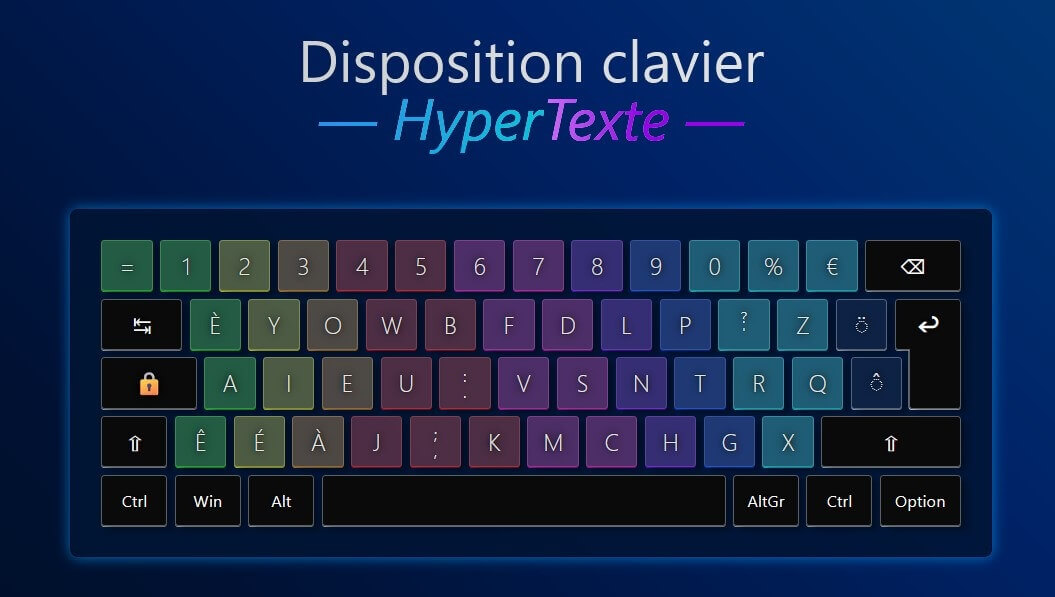 Disposition clavier
HyperTexte
= 1 2 3 4 5 6 7 8 9 0 % € ⌫
↹ È Y O W B F D L P ? . Z ◌̈ ↵
🔒 A I E U : . V S N T R Q ◌̂
⇧ Ê É À J ; , K M C H G X ⇧
Ctrl Win Alt AltGr Ctrl Option